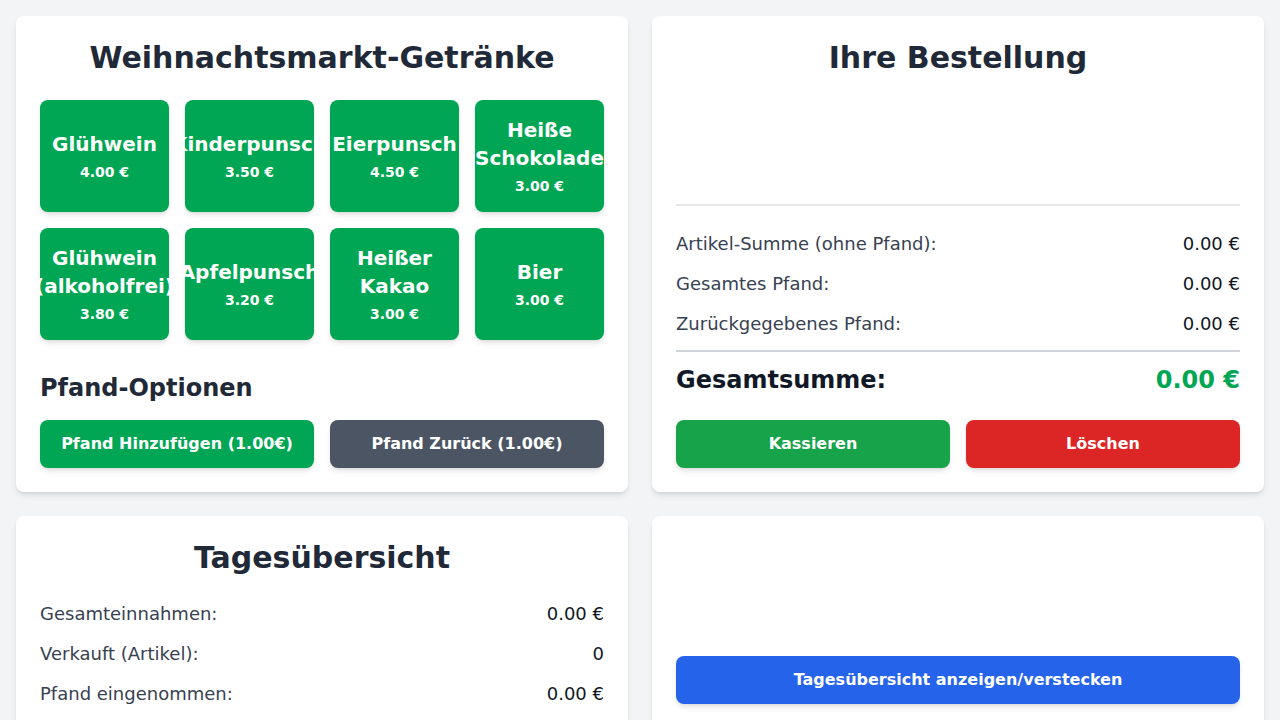 Weihnachtsmarkt-Getränke
Glühwein
4.00 €
Kinderpunsch
3.50 €
Eierpunsch
4.50 €
Heiße
Schokolade
3.00 €
Glühwein
(alkoholfrei)
3.80 €
Apfelpunsch
3.20 €
Heißer
Kakao
3.00 €
Bier
3.00 €
Pfand-Optionen
Pfand Hinzufügen (1.00€)
Pfand Zurück (1.00€)
Ihre Bestellung
Artikel-Summe (ohne Pfand): 0.00 €
Gesamtes Pfand: 0.00 €
Zurückgegebenes Pfand: 0.00 €
Gesamtsumme: 0.00 €
Kassieren
Löschen
Tagesübersicht
Gesamteinnahmen: 0.00 €
Verkauft (Artikel): 0
Pfand eingenommen: 0.00 €
Tagesübersicht anzeigen/verstecken